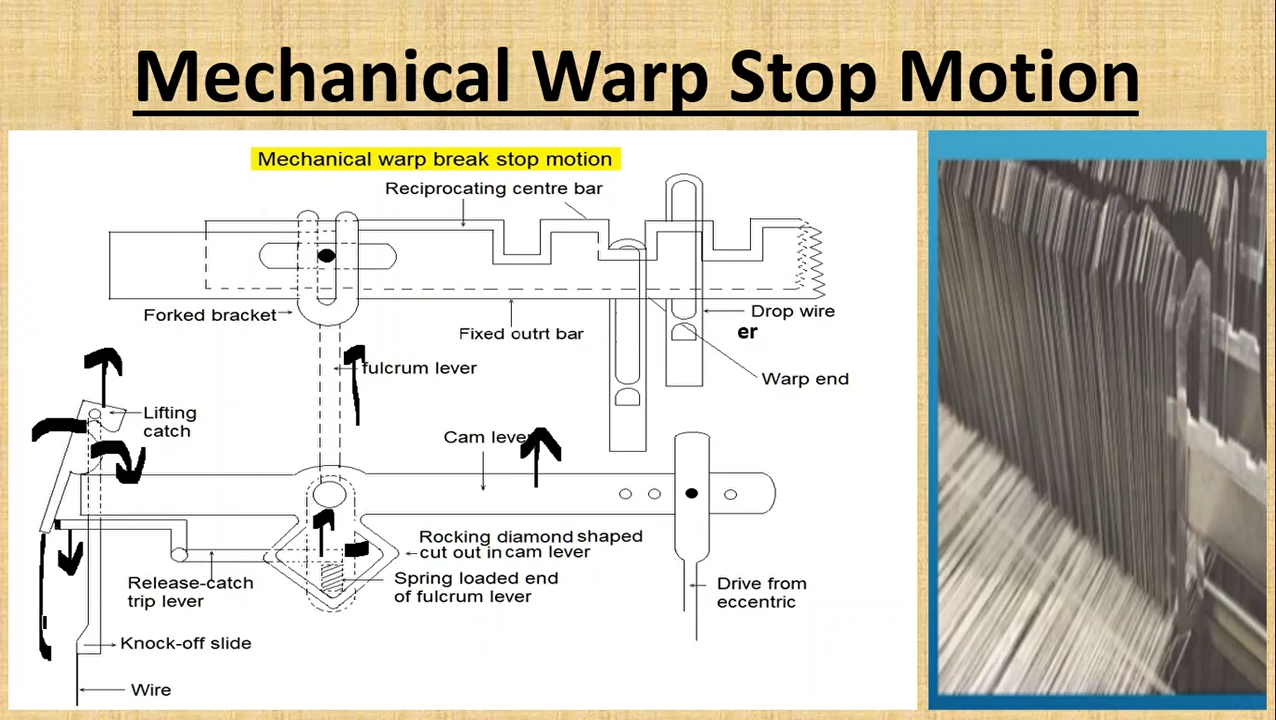 Mechanical Warp Stop Motion
Mechanical warp break stop motion
Reciprocating centre bar
Forked bracket
Fixed outrt bar
Drop wire
er
fulcrum lever
Warp end
Lifting
catch
Cam lever
Rocking diamond shaped
cut out in cam lever
Release-catch
trip lever
Spring loaded end
of fulcrum lever
Drive from
eccentric
Knock-off slide
Wire